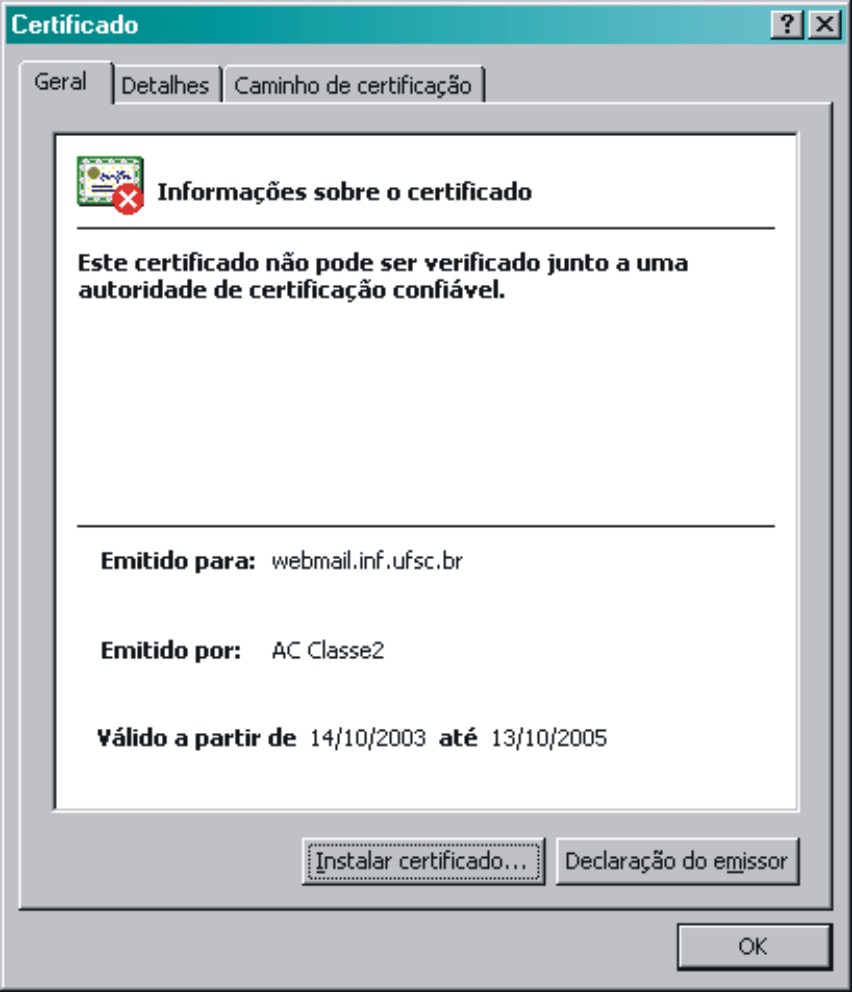 Certificado
Geral Detalhes Caminho de certificação
Informações sobre o certificado
Este certificado não pode ser verificado junto a uma
autoridade de certificação confiável.
Emitido para: webmail.inf.ufsc.br
Emitido por: AC Classe2
Válido a partir de 14/10/2003 até 13/10/2005
Instalar certificado... Declaração do emissor
OK